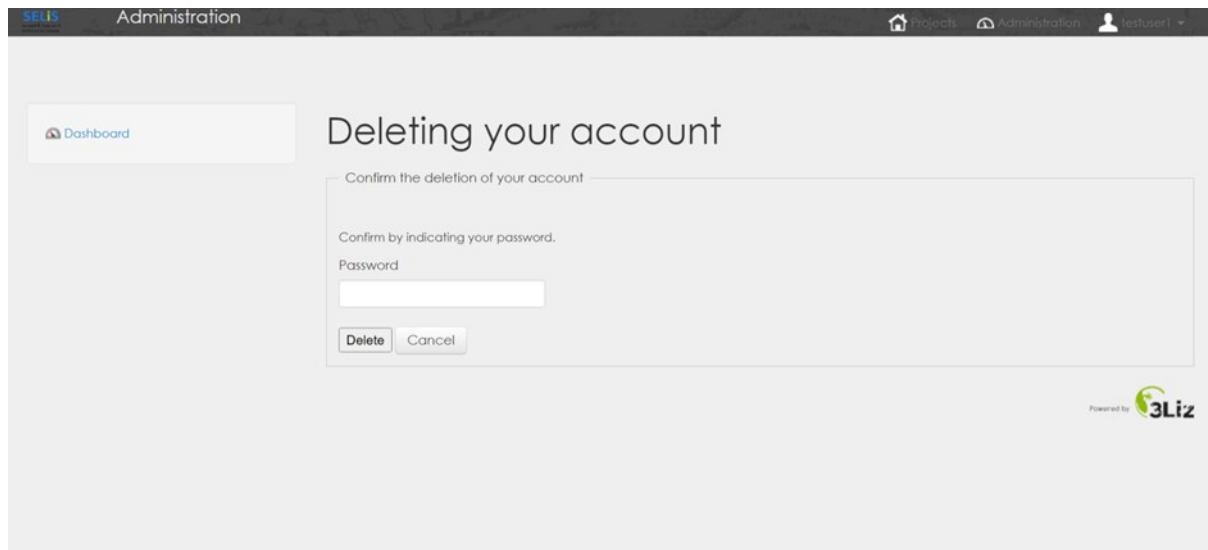 SELiS
Administration
Projects
Administration
testuser1
Dashboard
Deleting your account
Confirm the deletion of your account
Confirm by indicating your password.
Password
Delete
Cancel
Powered by
3Liz